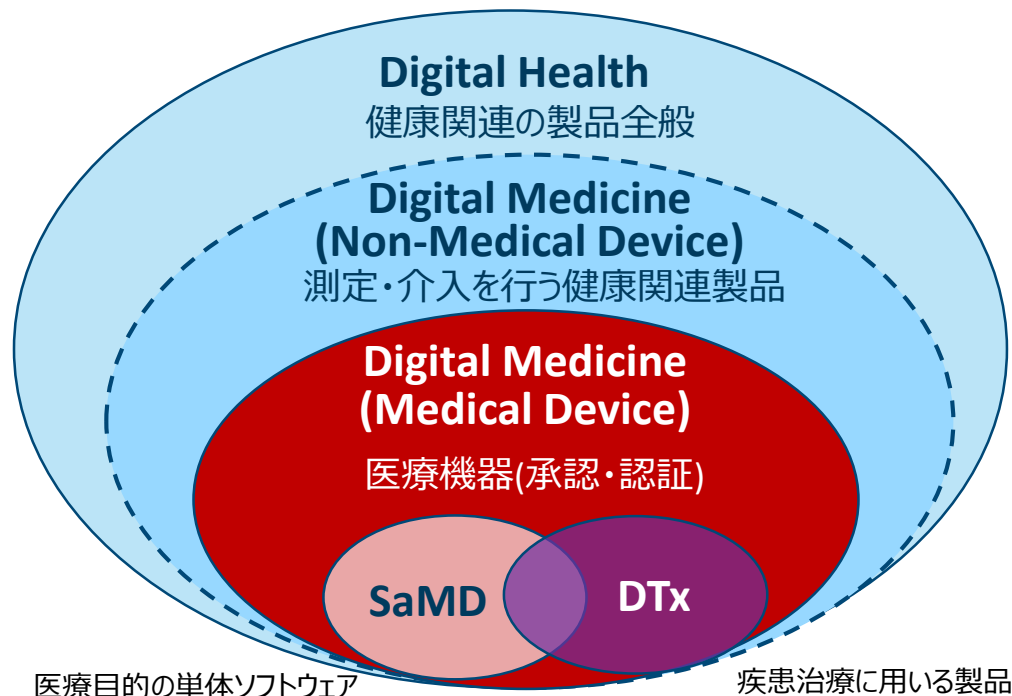 Digital Health
健康関連の製品全般
Digital Medicine
(Non-Medical Device)
測定・介入を行う健康関連製品
Digital Medicine
(Medical Device)
医療機器(承認・認証)
SaMD
DTx
医療目的の単体ソフトウェア
疾患治療に用いる製品